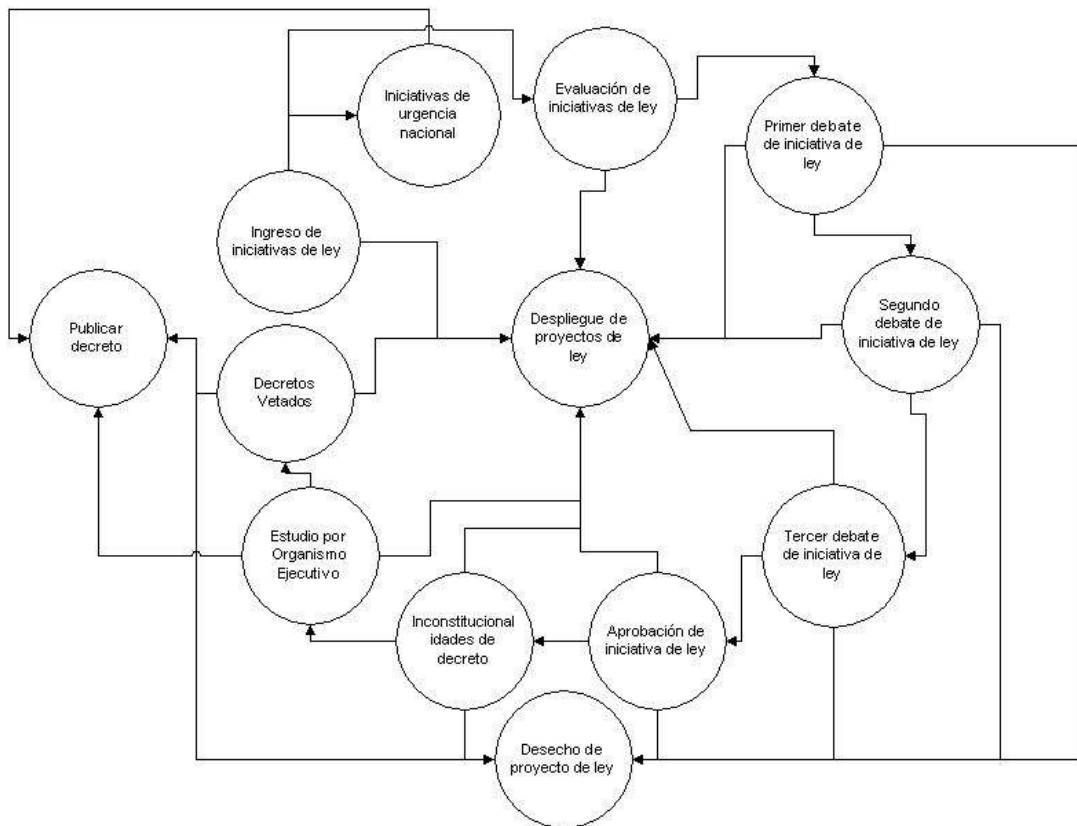 Iniciativas de
urgencia
nacional
Evaluación de
iniciativas de ley
Primer debate
de iniciativa de
ley
Ingreso de
iniciativas de ley
Publicar
decreto
Despliegue de
proyectos de
ley
Segundo
debate de
iniciativa de ley
Decretos
Vetados
Estudio por
Organismo
Ejecutivo
Tercer debate
de iniciativa de
ley
Inconstitucional
idades de
decreto
Aprobación de
iniciativa de ley
Desecho de
proyecto de ley